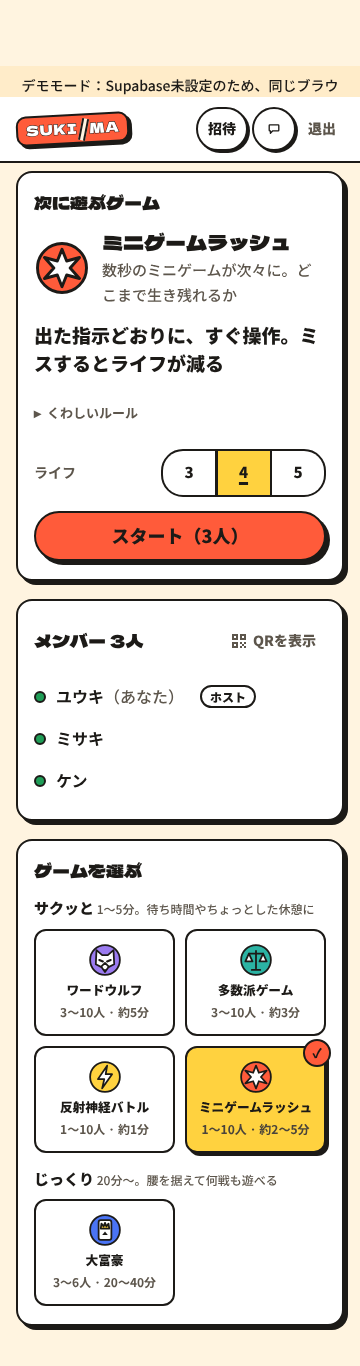 デモモード：Supabase未設定のため、同じブラウ
SUKI//MA
招待
退出
次に遊ぶゲーム
ミニゲームラッシュ
数秒のミニゲームが次々に。ど
こまで生き残れるか
出た指示どおりに、すぐ操作。ミ
スするとライフが減る
▶ くわしいルール
ライフ
3 4 5
スタート（3人）
メンバー 3人
QRを表示
ユウキ（あなた）
ホスト
ミサキ
ケン
ゲームを選ぶ
サクッと 1〜5分。待ち時間やちょっとした休憩に
ワードウルフ
3〜10人・約5分
多数派ゲーム
3〜10人・約3分
反射神経バトル
1〜10人・約1分
ミニゲームラッシュ
1〜10人・約2〜5分
✓
じっくり 20分〜。腰を据えて何戦も遊べる
大富豪
3〜6人・20〜40分